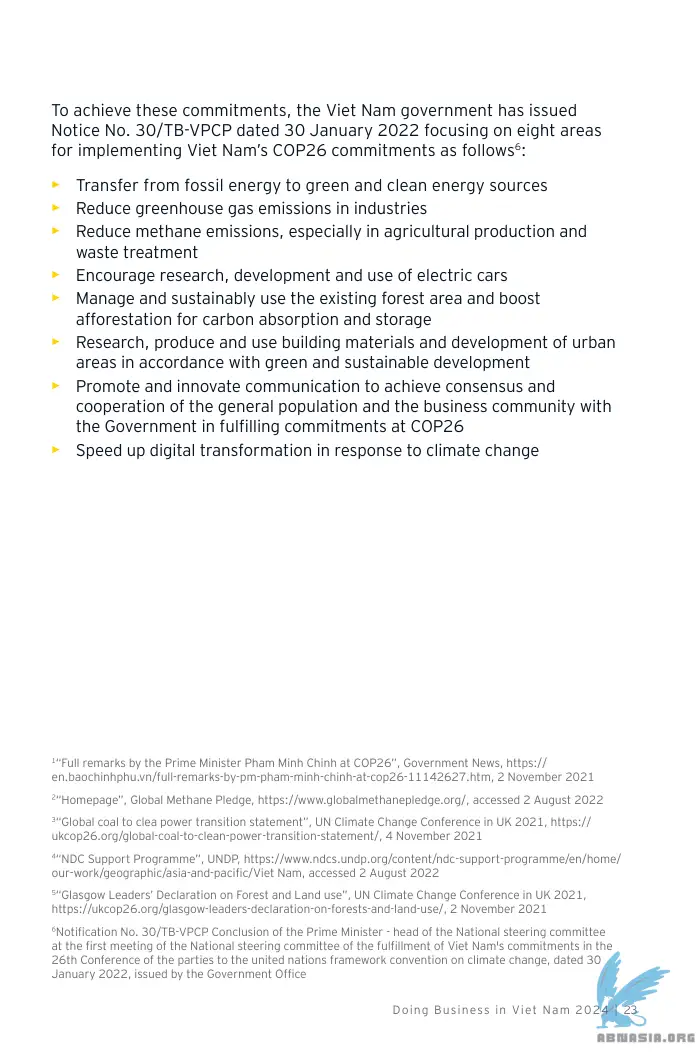 To achieve these commitments, the Viet Nam government has issued
Notice No. 30/TB-VPCP dated 30 January 2022 focusing on eight areas
for implementing Viet Nam’s COP26 commitments as follows⁶:
► Transfer from fossil energy to green and clean energy sources
► Reduce greenhouse gas emissions in industries
► Reduce methane emissions, especially in agricultural production and
waste treatment
► Encourage research, development and use of electric cars
► Manage and sustainably use the existing forest area and boost
afforestation for carbon absorption and storage
► Research, produce and use building materials and development of urban
areas in accordance with green and sustainable development
► Promote and innovate communication to achieve consensus and
cooperation of the general population and the business community with
the Government in fulfilling commitments at COP26
► Speed up digital transformation in response to climate change
¹“Full remarks by the Prime Minister Pham Minh Chinh at COP26”, Government News, https://
en.baochinhphu.vn/full-remarks-by-pm-pham-minh-chinh-at-cop26-11142627.htm, 2 November 2021
²“Homepage”, Global Methane Pledge, https://www.globalmethanepledge.org/, accessed 2 August 2022
³“Global coal to clea power transition statement”, UN Climate Change Conference in UK 2021, https://
ukcop26.org/global-coal-to-clean-power-transition-statement/, 4 November 2021
⁴“NDC Support Programme”, UNDP, https://www.ndcs.undp.org/content/ndc-support-programme/en/home/
our-work/geographic/asia-and-pacific/Viet Nam, accessed 2 August 2022
⁵“Glasgow Leaders’ Declaration on Forest and Land use”, UN Climate Change Conference in UK 2021,
https://ukcop26.org/glasgow-leaders-declaration-on-forests-and-land-use/, 2 November 2021
⁶Notification No. 30/TB-VPCP Conclusion of the Prime Minister - head of the National steering committee
at the first meeting of the National steering committee of the fulfillment of Viet Nam's commitments in the
26th Conference of the parties to the united nations framework convention on climate change, dated 30
January 2022, issued by the Government Office
Doing Business in Viet Nam 2024 | 23
ABNASIA.ORG